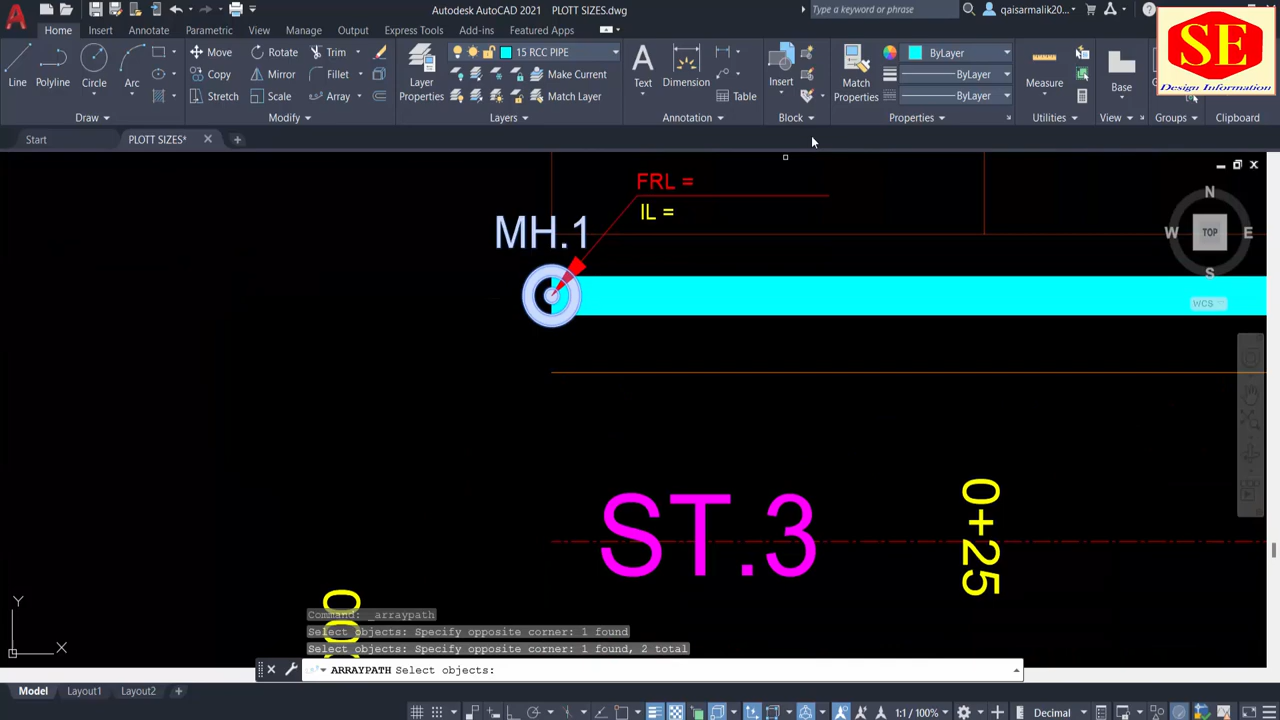 Autodesk AutoCAD 2021 PLOTT SIZES.dwg
Type a keyword or phrase
qaisarmalik20...
SE
Design Information
Home Insert Annotate Parametric View Manage Output Add-ins Collaborate Express Tools Featured Apps
Line Polyline Circle Arc
Move Rotate Trim
Copy Mirror Fillet
Stretch Scale Array
Layer Properties
15 RCC PIPE
Make Current
Match Layer
Text Dimension Table
Insert
Match Properties
ByLayer
ByLayer
ByLayer
Measure
Base
Draw Modify Layers Annotation Block Properties Utilities View Groups Clipboard
Start PLOTT SIZES*
FRL =
IL =
MH.1
N
W TOP E
S
WCS
ST.3
0+25
Y
X
Command: _arraypath
Select objects: Specify opposite corner: 1 found
Select objects: Specify opposite corner: 1 found, 2 total
ARRAYPATH Select objects:
Model Layout1 Layout2
1:1 / 100% Decimal